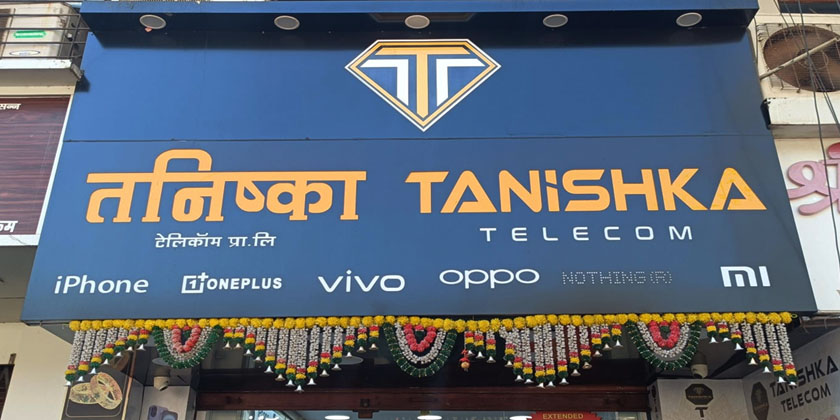 तनिष्का
टेलिकॉम प्रा.लि
TANiSHKA
TELECOM
iPhone
1+ ONEPLUS
vivo
oppo
NOTHING (R)
MI
EXTENDED
TANiSHKA
TELECOM